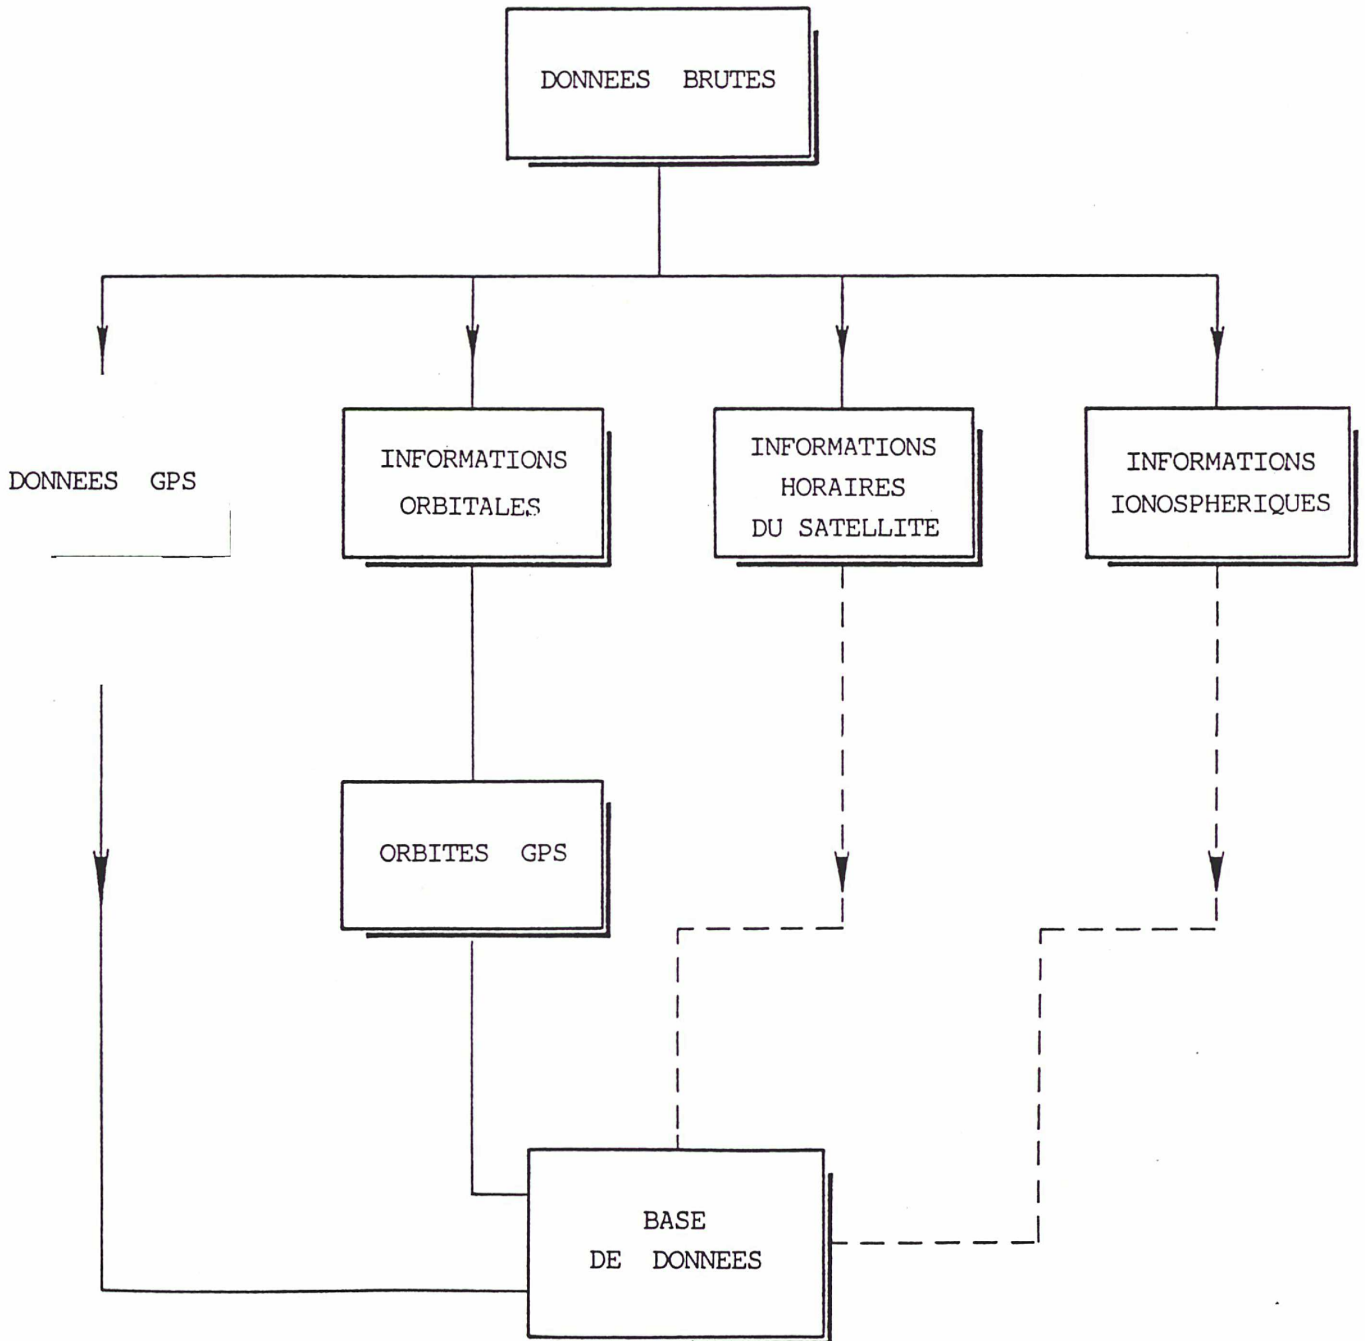 DONNEES BRUTES
DONNEES GPS
INFORMATIONS
ORBITALES
INFORMATIONS
HORAIRES
DU SATELLITE
INFORMATIONS
IONOSPHERIQUES
ORBITES GPS
BASE
DE DONNEES